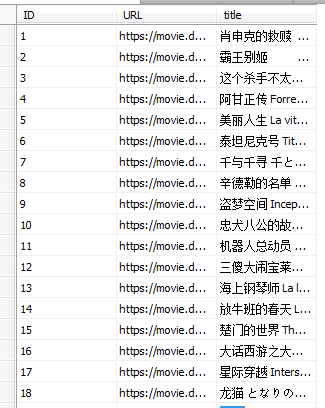 ID URL title
1 https://movie.d... 肖申克的救赎 ...
2 https://movie.d... 霸王别姬 ...
3 https://movie.d... 这个杀手不太...
4 https://movie.d... 阿甘正传 Forre...
5 https://movie.d... 美丽人生 La vit...
6 https://movie.d... 泰坦尼克号 Tit...
7 https://movie.d... 千与千寻 千と...
8 https://movie.d... 辛德勒的名单 ...
9 https://movie.d... 盗梦空间 Incep...
10 https://movie.d... 忠犬八公的故...
11 https://movie.d... 机器人总动员 ...
12 https://movie.d... 三傻大闹宝莱...
13 https://movie.d... 海上钢琴师 La l...
14 https://movie.d... 放牛班的春天 L...
15 https://movie.d... 楚门的世界 Th...
16 https://movie.d... 大话西游之大...
17 https://movie.d... 星际穿越 Inters...
18 https://movie.d... 龙猫 となりの...